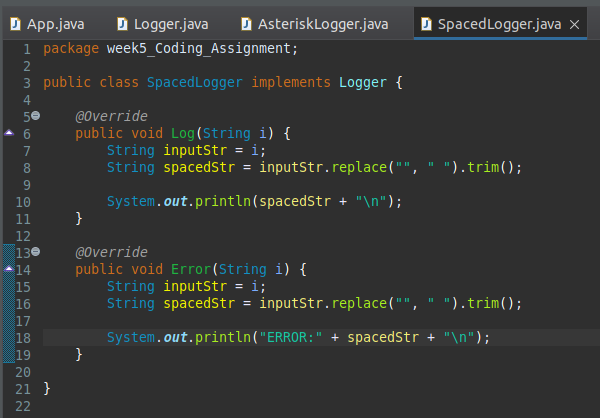 App.java Logger.java AsteriskLogger.java SpacedLogger.java
1 package week5_Coding_Assignment;
2
3 public class SpacedLogger implements Logger {
4
5     @Override
6     public void Log(String i) {
7         String inputStr = i;
8         String spacedStr = inputStr.replace("", " ").trim();
9
10         System.out.println(spacedStr + "\n");
11     }
12
13     @Override
14     public void Error(String i) {
15         String inputStr = i;
16         String spacedStr = inputStr.replace("", " ").trim();
17
18         System.out.println("ERROR:" + spacedStr + "\n");
19     }
20
21 }
22